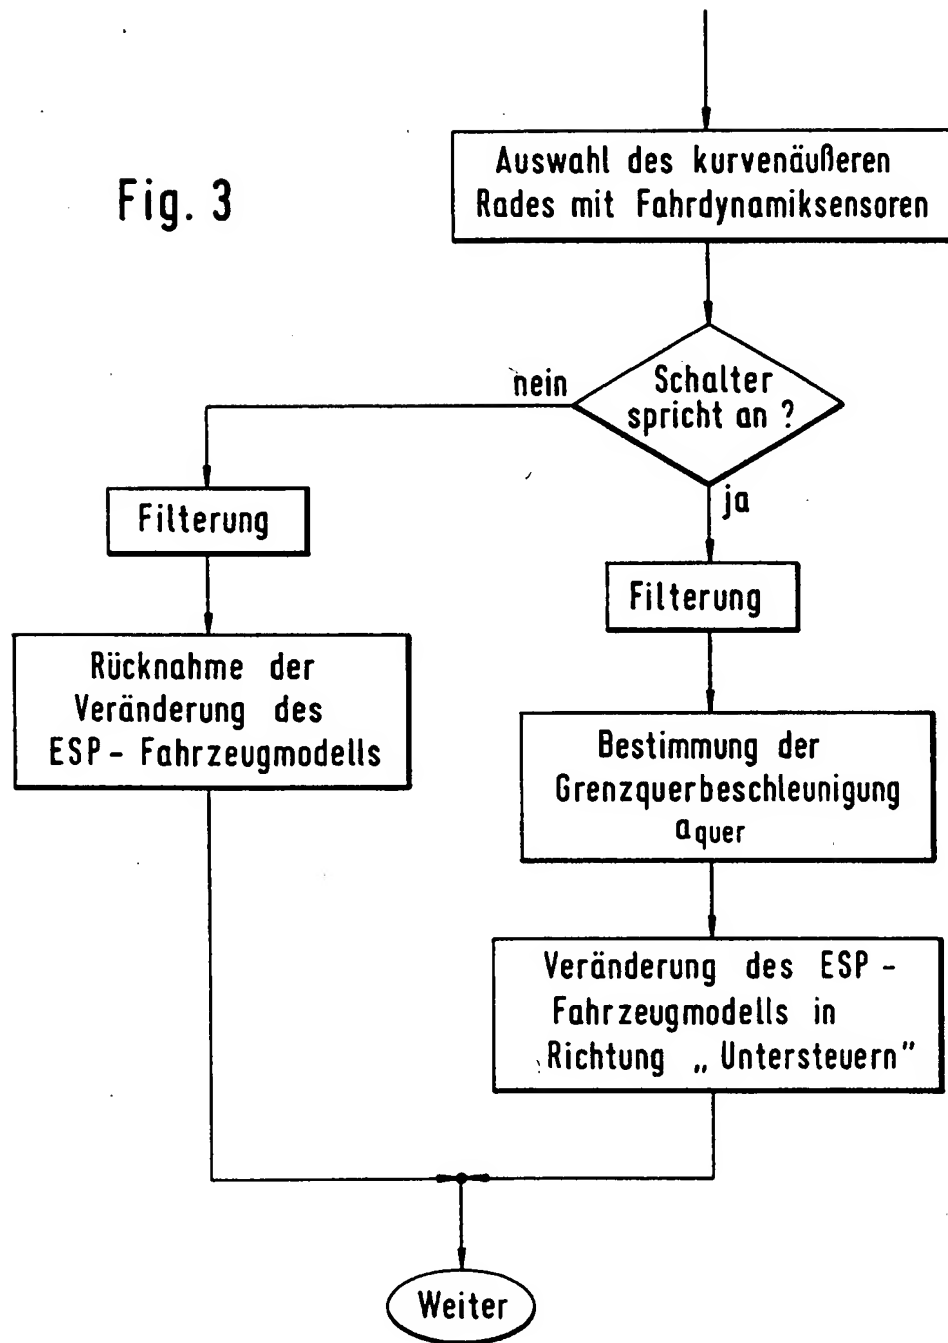 Fig. 3
Auswahl des kurvenäußeren
Rades mit Fahrdynamiksensoren
nein
Schalter
spricht an ?
ja
Filterung
Filterung
Rücknahme der
Veränderung des
ESP - Fahrzeugmodells
Bestimmung der
Grenzquerbeschleunigung
aquer
Veränderung des ESP -
Fahrzeugmodells in
Richtung „ Untersteuern"
Weiter